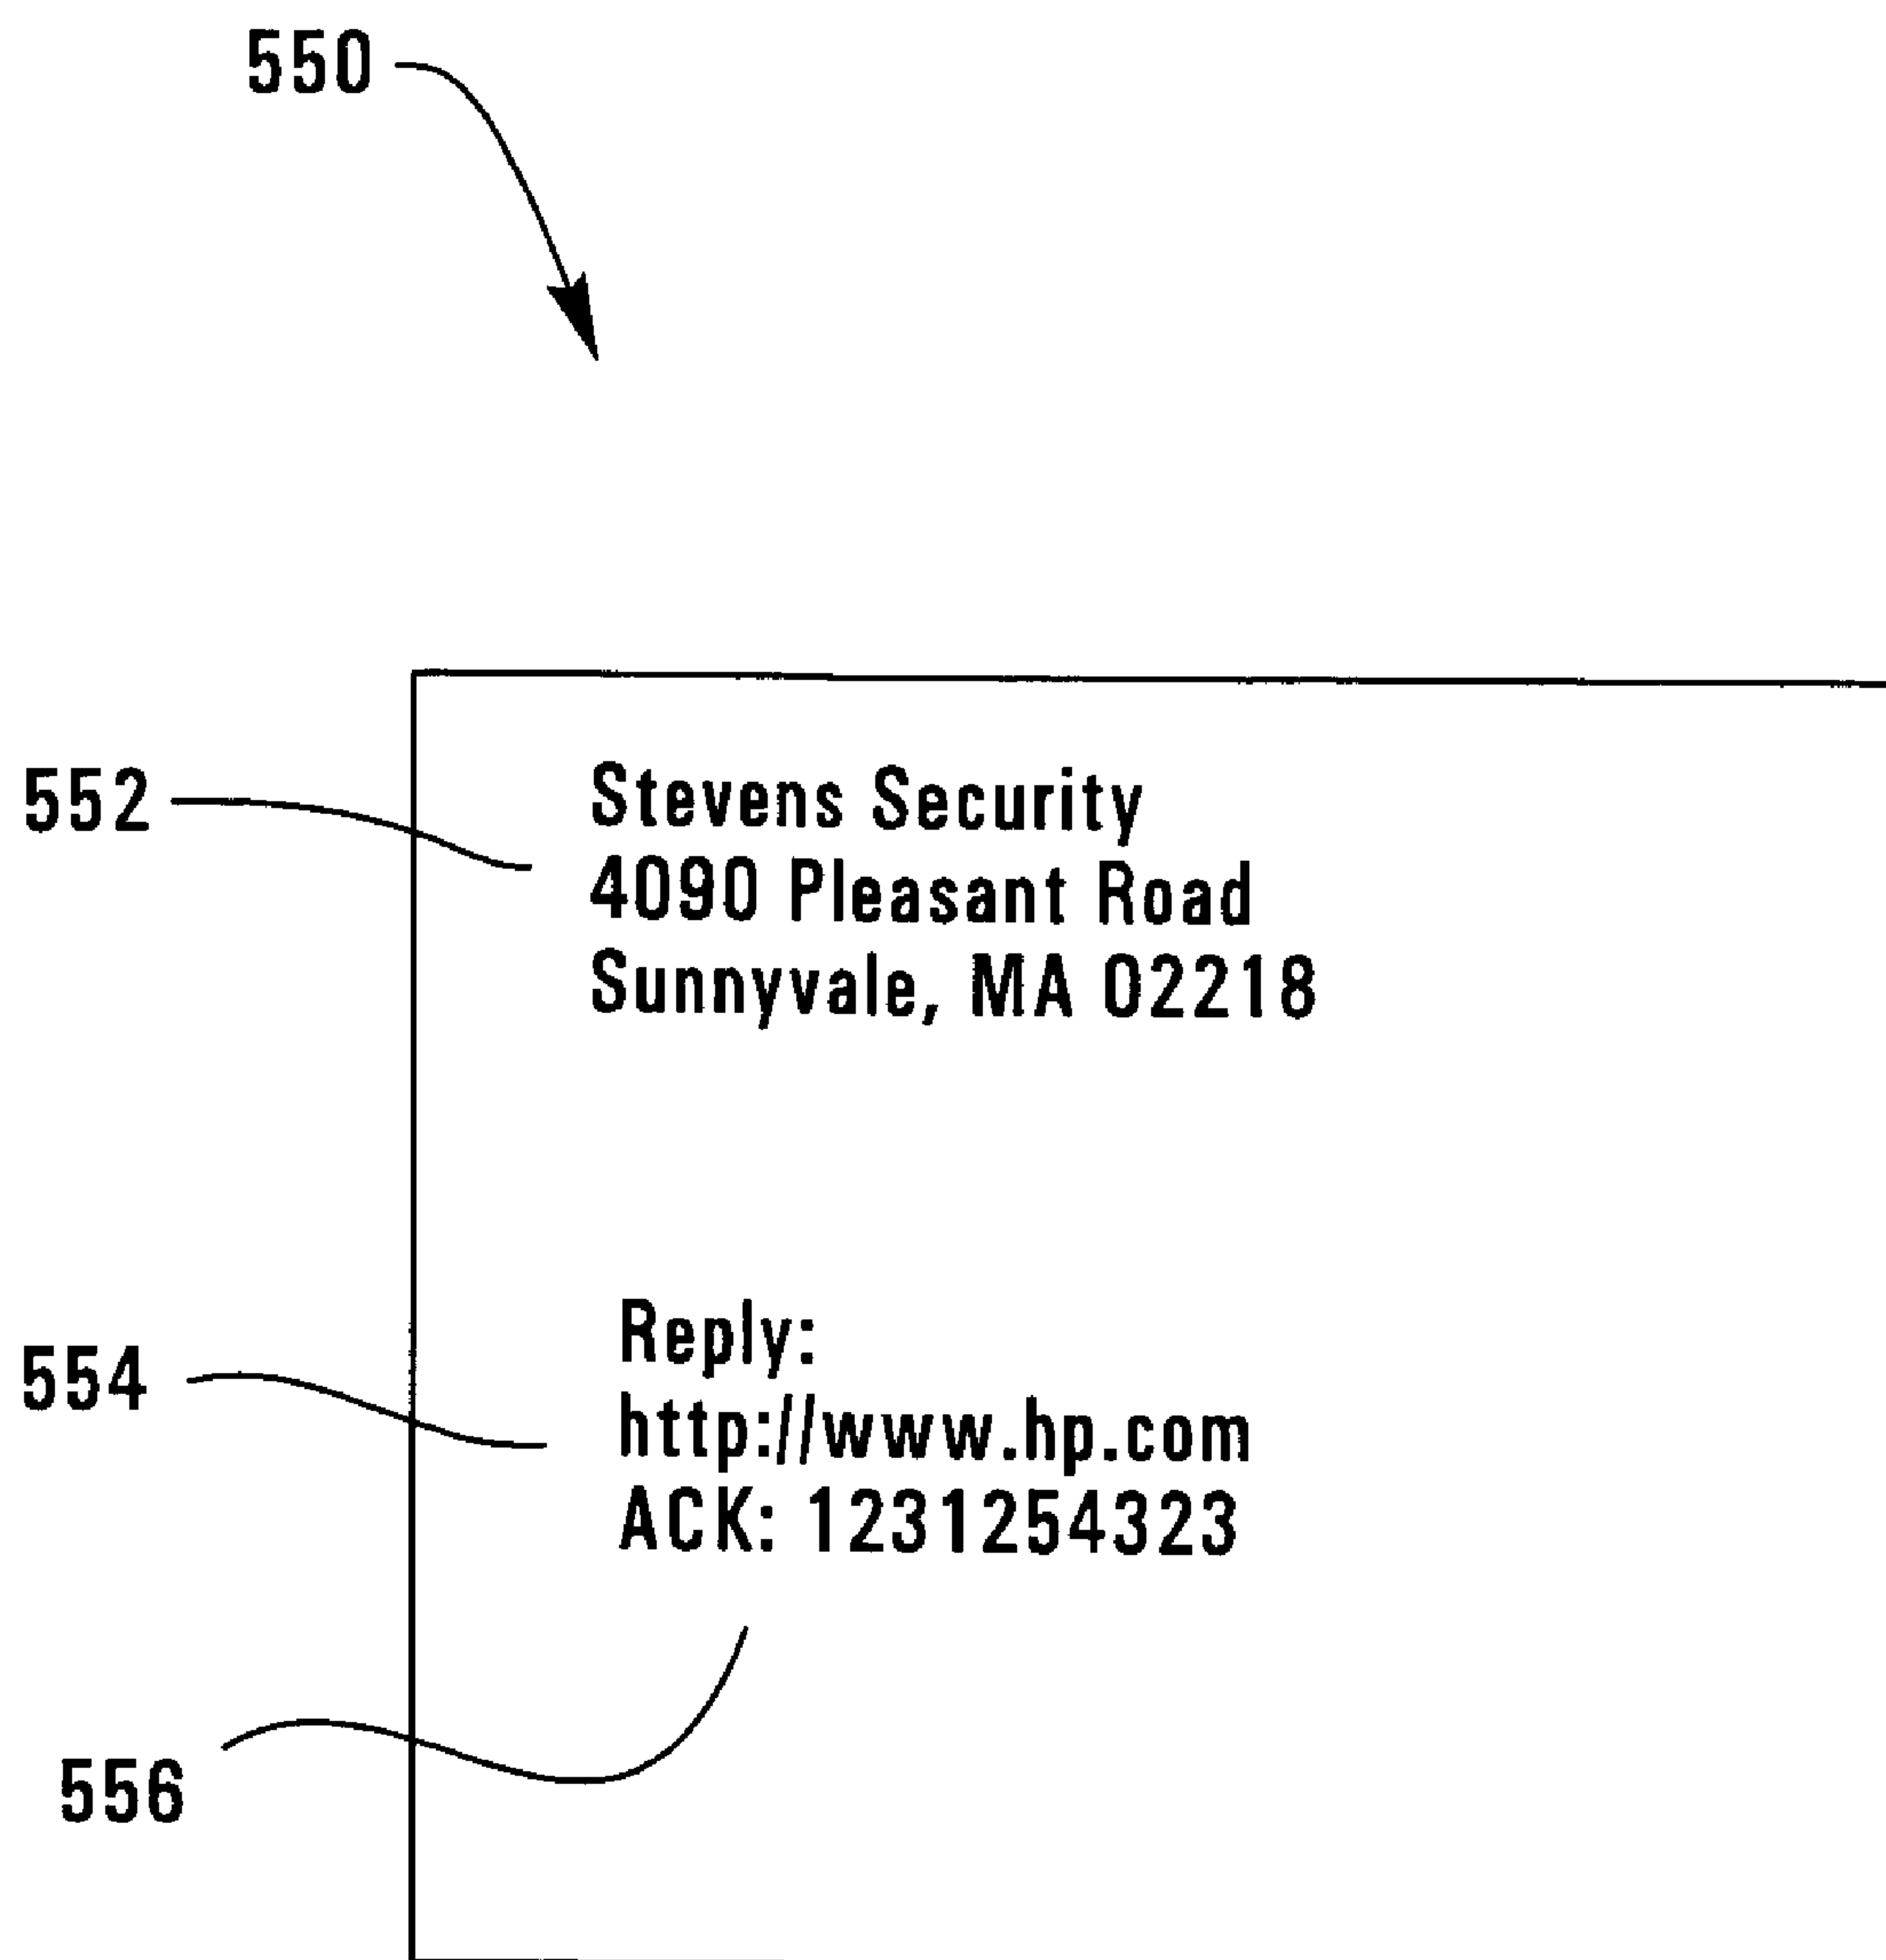 550
552
Stevens Security
4090 Pleasant Road
Sunnyvale, MA 02218
554
Reply:
http://www.hp.com
ACK: 1231254323
556